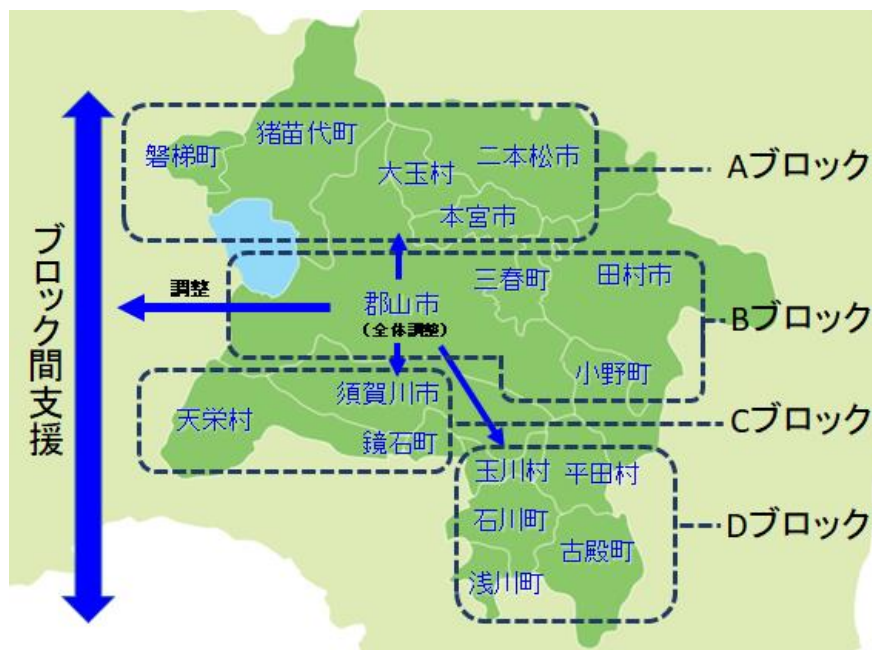 猪苗代町
磐梯町
二本松市
大玉村
本宮市
Aブロック
ブロック間支援
調整
三春町
田村市
郡山市
(全体調整)
Bブロック
小野町
須賀川市
天栄村
鏡石町
Cブロック
玉川村
平田村
石川町
古殿町
浅川町
Dブロック